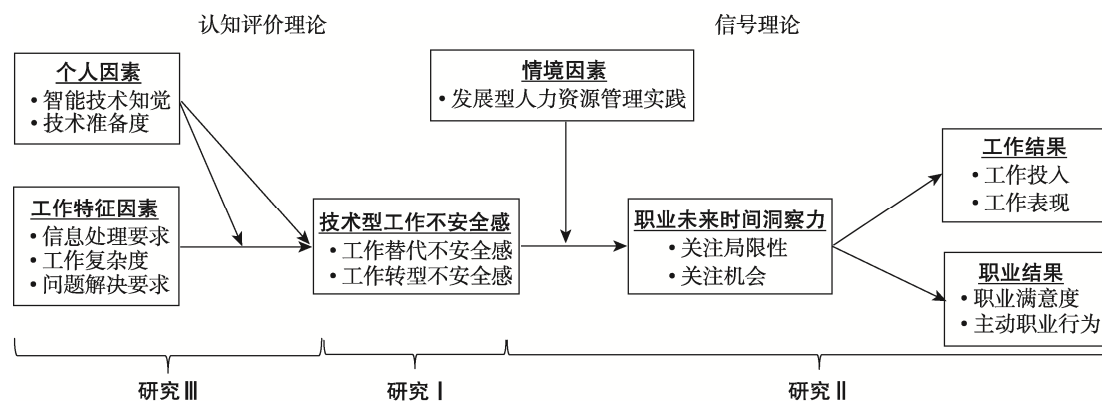 认知评价理论
信号理论
个人因素
• 智能技术知觉
• 技术准备度
情境因素
• 发展型人力资源管理实践
工作特征因素
• 信息处理要求
• 工作复杂度
• 问题解决要求
技术型工作不安全感
• 工作替代不安全感
• 工作转型不安全感
职业未来时间洞察力
• 关注局限性
• 关注机会
工作结果
• 工作投入
• 工作表现
职业结果
• 职业满意度
• 主动职业行为
研究Ⅲ
研究Ⅰ
研究Ⅱ